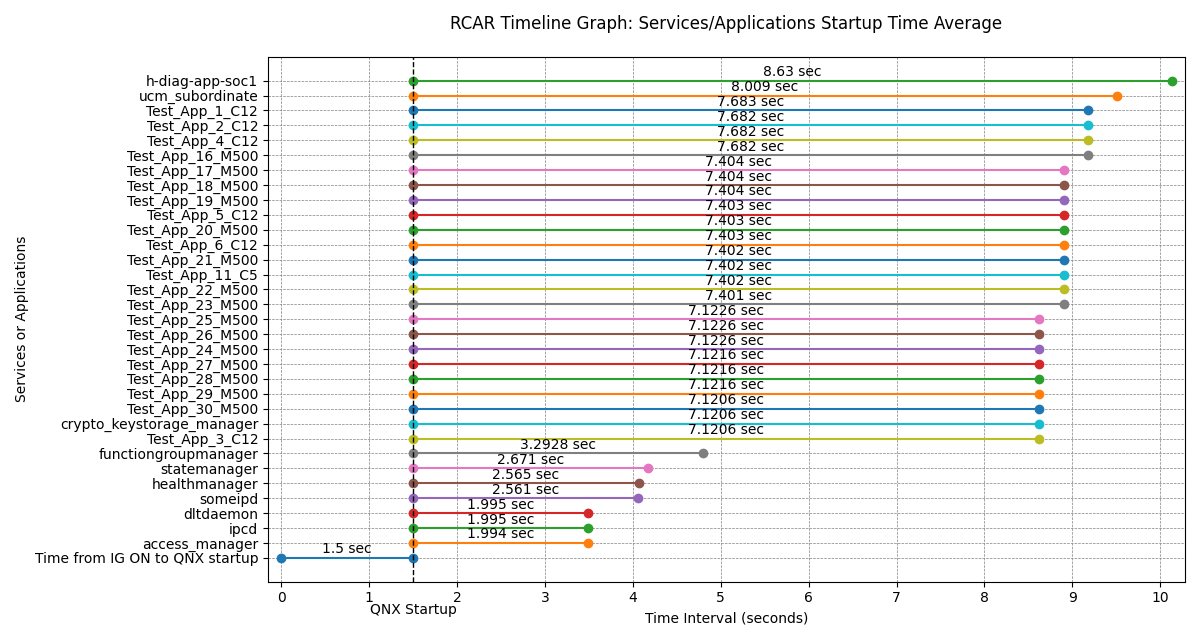 RCAR Timeline Graph: Services/Applications Startup Time Average
h-diag-app-soc1 8.63 sec
ucm_subordinate 8.009 sec
Test_App_1_C12 7.683 sec
Test_App_2_C12 7.682 sec
Test_App_4_C12 7.682 sec
Test_App_16_M500 7.682 sec
Test_App_17_M500 7.404 sec
Test_App_18_M500 7.404 sec
Test_App_19_M500 7.404 sec
Test_App_5_C12 7.403 sec
Test_App_20_M500 7.403 sec
Test_App_6_C12 7.403 sec
Test_App_21_M500 7.402 sec
Test_App_11_C5 7.402 sec
Test_App_22_M500 7.402 sec
Test_App_23_M500 7.401 sec
Test_App_25_M500 7.1226 sec
Test_App_26_M500 7.1226 sec
Test_App_24_M500 7.1226 sec
Test_App_27_M500 7.1216 sec
Test_App_28_M500 7.1216 sec
Test_App_29_M500 7.1216 sec
Test_App_30_M500 7.1206 sec
crypto_keystorage_manager 7.1206 sec
Test_App_3_C12 7.1206 sec
functiongroupmanager 3.2928 sec
statemanager 2.671 sec
healthmanager 2.565 sec
someipd 2.561 sec
dltdaemon 1.995 sec
ipcd 1.995 sec
access_manager 1.994 sec
Time from IG ON to QNX startup 1.5 sec
Services or Applications
0 1 2 3 4 5 6 7 8 9 10
QNX Startup
Time Interval (seconds)